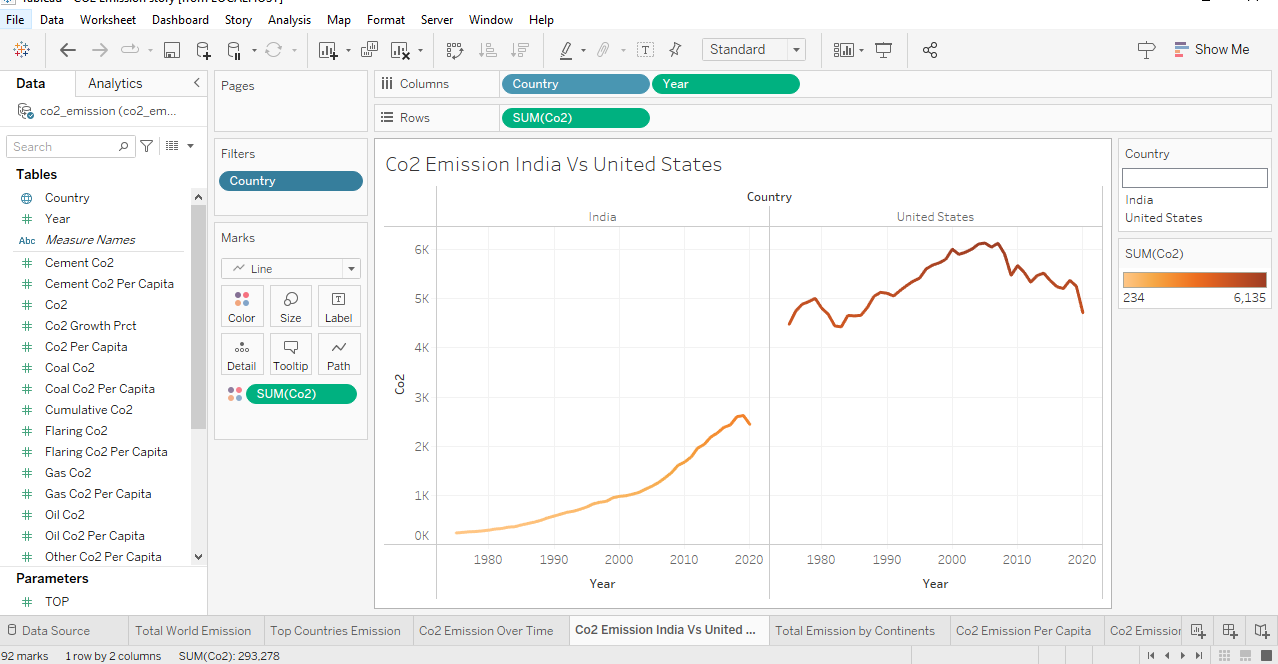 File Data Worksheet Dashboard Story Analysis Map Format Server Window Help
Standard
Show Me
Data Analytics
co2_emission (co2_em...
Search
Tables
Country
Year
Abc Measure Names
Cement Co2
Cement Co2 Per Capita
Co2
Co2 Growth Prct
Co2 Per Capita
Coal Co2
Coal Co2 Per Capita
Cumulative Co2
Flaring Co2
Flaring Co2 Per Capita
Gas Co2
Gas Co2 Per Capita
Oil Co2
Oil Co2 Per Capita
Other Co2 Per Capita
Parameters
TOP
Pages
Filters
Country
Marks
Line
Color Size Label
Detail Tooltip Path
SUM(Co2)
Columns Country Year
Rows SUM(Co2)
Co2 Emission India Vs United States
Country
India United States
6K
5K
4K
3K
2K
1K
0K
Co2
1980 1990 2000 2010 2020 1980 1990 2000 2010 2020
Year Year
Country
India
United States
SUM(Co2)
234 6,135
Data Source Total World Emission Top Countries Emission Co2 Emission Over Time Co2 Emission India Vs United ... Total Emission by Continents Co2 Emission Per Capita Co2 Emission
92 marks 1 row by 2 columns SUM(Co2): 293,278